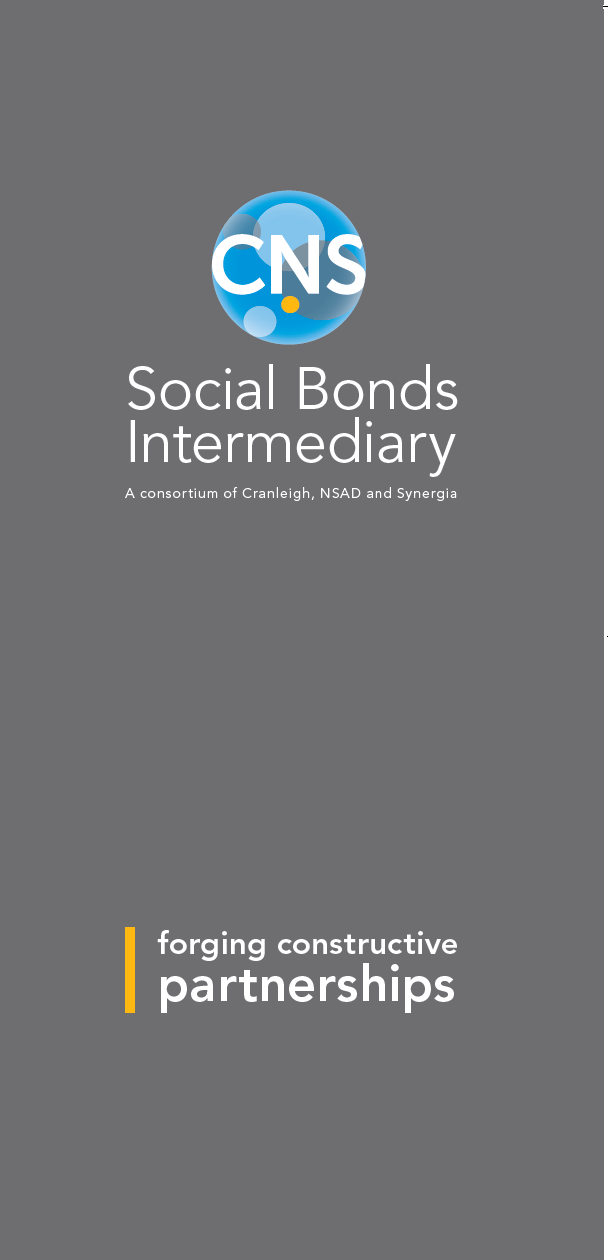 CNS
Social Bonds
Intermediary
A consortium of Cranleigh, NSAD and Synergia
forging constructive
partnerships